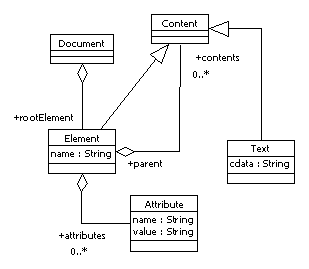 Content
Document
+contents
0..*
+rootElement
Element
name : String
+parent
Text
cdata : String
Attribute
name : String
value : String
+attributes
0..*